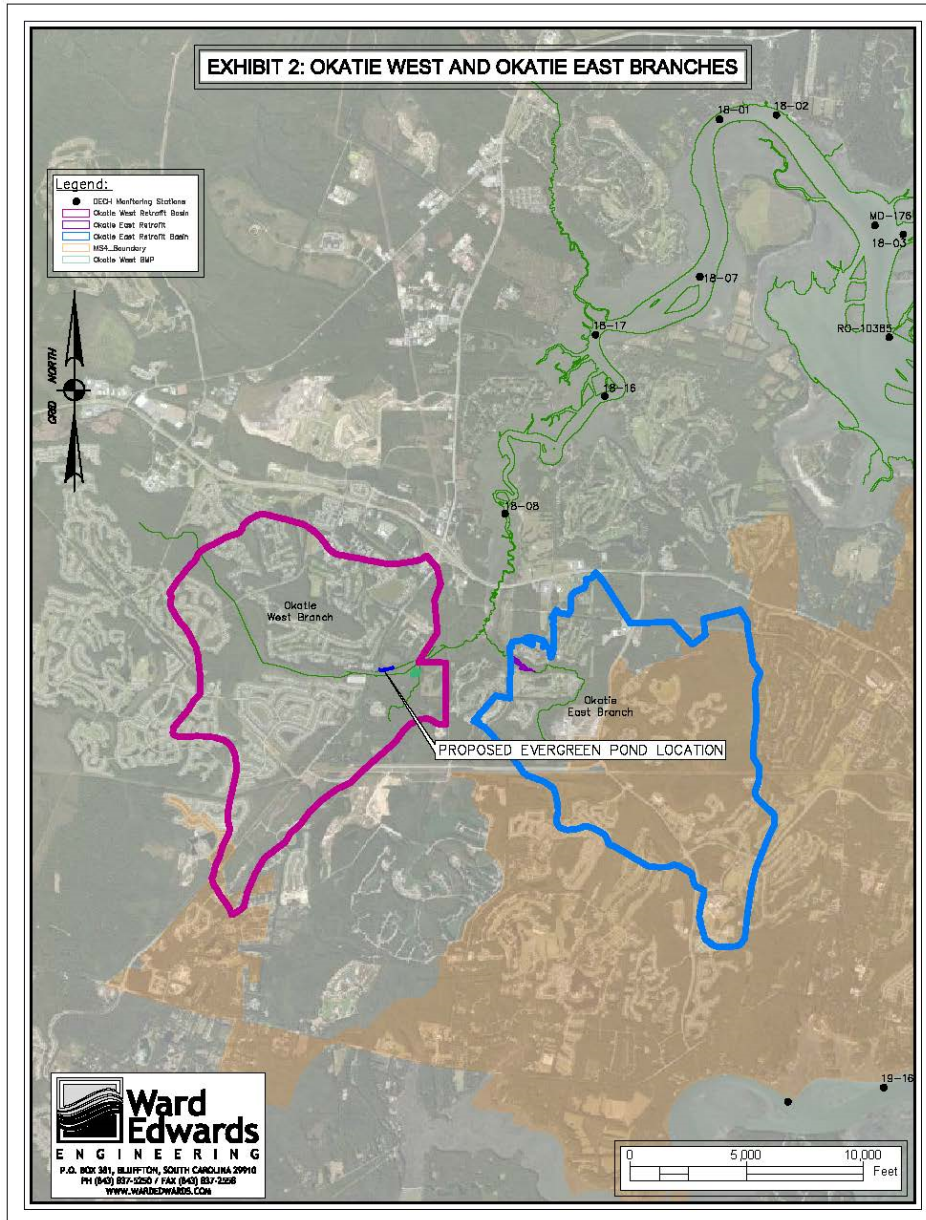 EXHIBIT 2: OKATIE WEST AND OKATIE EAST BRANCHES
18-01
18-02
Legend:
DECH Monitoring Stations
Okatie West Retrofit Basin
Okatie East Retrofit
Okatie East Retrofit Basin
MS4_Boundary
Okatie West BMP
MD-176
18-03
18-07
18-17
RO-10385
GRID NORTH
18-16
18-08
Okatie
West Branch
Okatie
East Branch
PROPOSED EVERGREEN POND LOCATION
19-16
Ward
Edwards
ENGINEERING
P.O. BOX 381, BLUFFTON, SOUTH CAROLINA 29910
PH (843) 837-5250 / FAX (843) 837-2558
WWW.WARDEDWARDS.COM
0 5,000 10,000
Feet